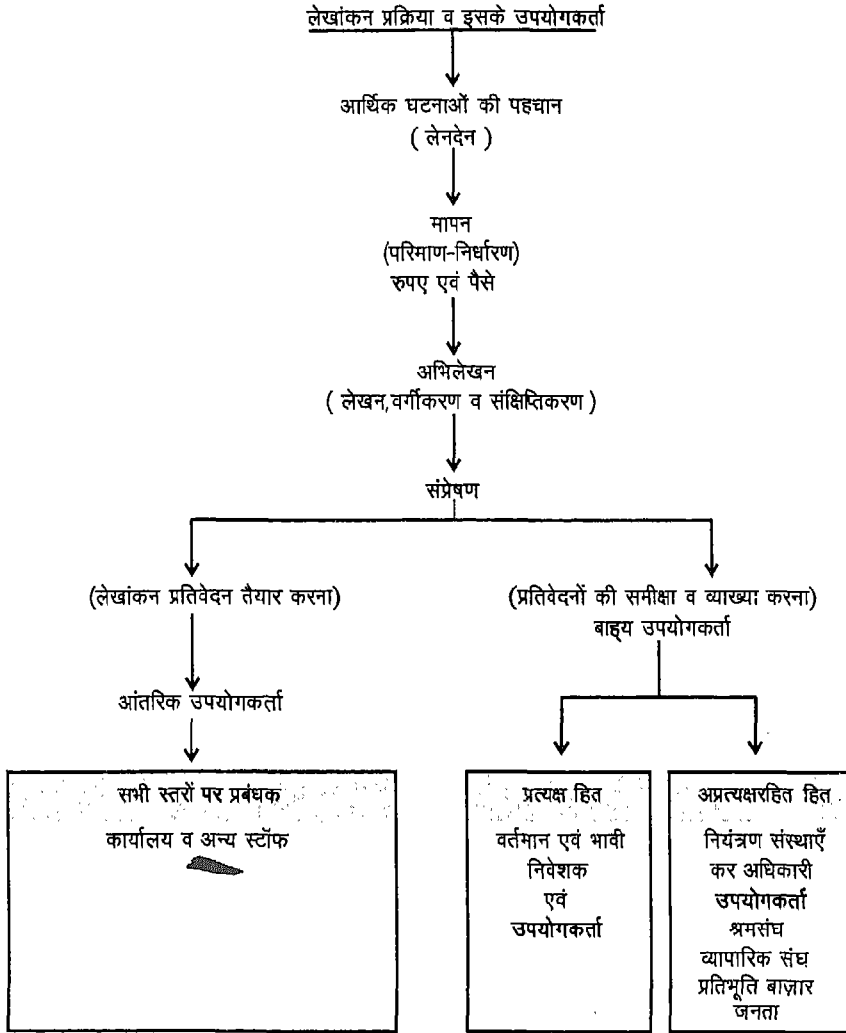 लेखांकन प्रक्रिया व इसके उपयोगकर्ता
आर्थिक घटनाओं की पहचान
( लेनदेन )
मापन
(परिमाण-निर्धारण)
रुपए एवं पैसे
अभिलेखन
( लेखन,वर्गीकरण व संक्षिप्तिकरण )
संप्रेषण
(लेखांकन प्रतिवेदन तैयार करना)
आंतरिक उपयोगकर्ता
सभी स्तरों पर प्रबंधक
कार्यालय व अन्य स्टॉफ
(प्रतिवेदनों की समीक्षा व व्याख्या करना)
बाह्य उपयोगकर्ता
प्रत्यक्ष हित
वर्तमान एवं भावी
निवेशक
एवं
उपयोगकर्ता
अप्रत्यक्षरहित हित
नियंत्रण संस्थाएँ
कर अधिकारी
उपयोगकर्ता
श्रमसंघ
व्यापारिक संघ
प्रतिभूति बाज़ार
जनता